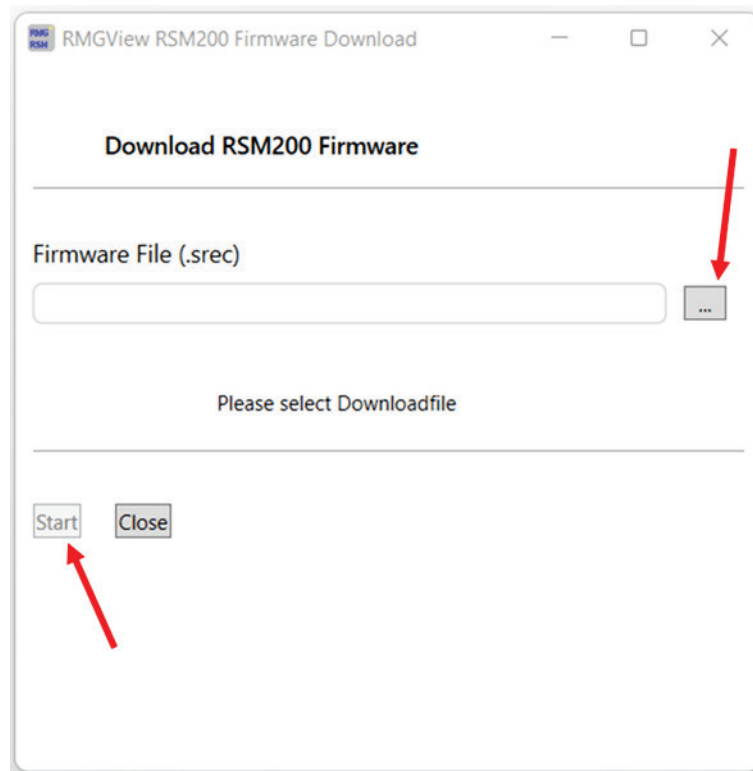 RMG
RSM
RMGView RSM200 Firmware Download
Download RSM200 Firmware
Firmware File (.srec)
...
Please select Downloadfile
Start
Close